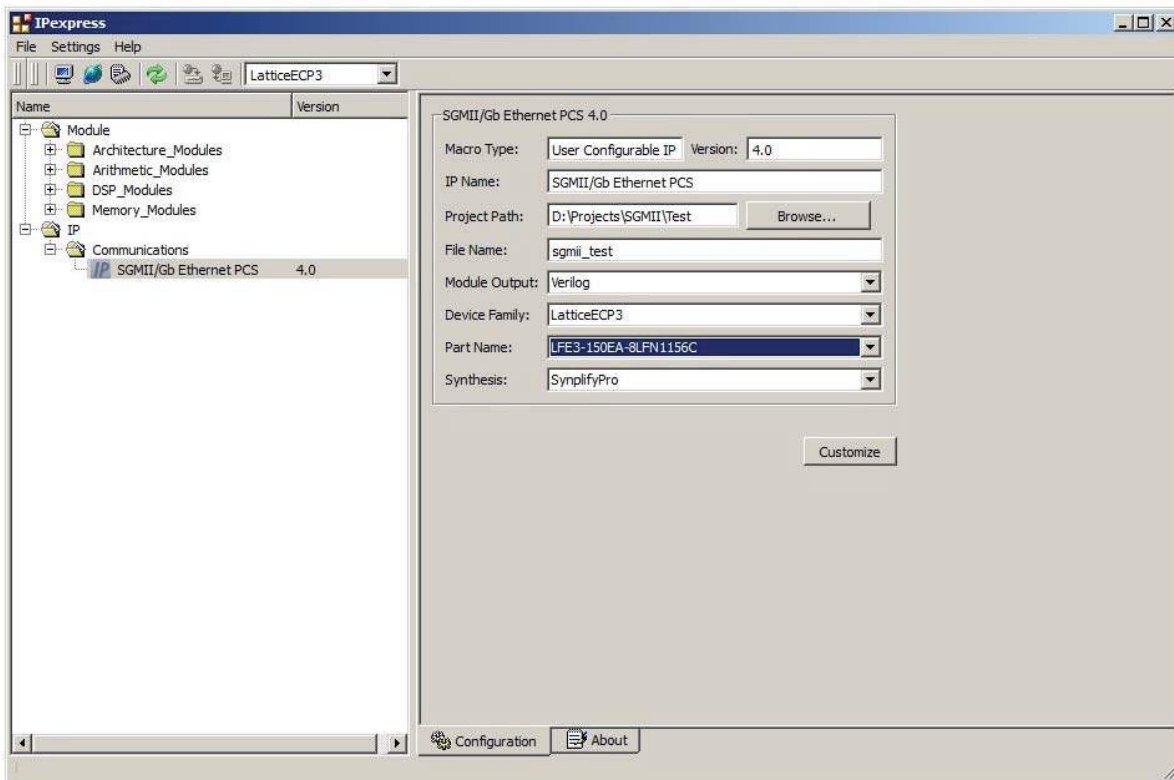 IPexpress
File Settings Help
LatticeECP3
Name Version
Module
Architecture_Modules
Arithmetic_Modules
DSP_Modules
Memory_Modules
IP
Communications
IP SGMII/Gb Ethernet PCS 4.0
SGMII/Gb Ethernet PCS 4.0
Macro Type: User Configurable IP Version: 4.0
IP Name: SGMII/Gb Ethernet PCS
Project Path: D:\Projects\SGMII\Test Browse...
File Name: sgmii_test
Module Output: Verilog
Device Family: LatticeECP3
Part Name: LFE3-150EA-8LFN1156C
Synthesis: SynplifyPro
Customize
Configuration About